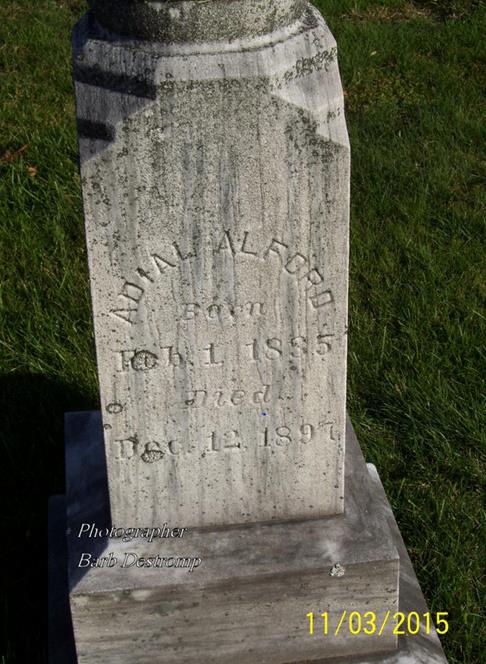 ADIAL ALFORD
Born
Feb. 1, 1835
Died
Dec. 12, 1897
Photographer
Barb Destromp
11/03/2015